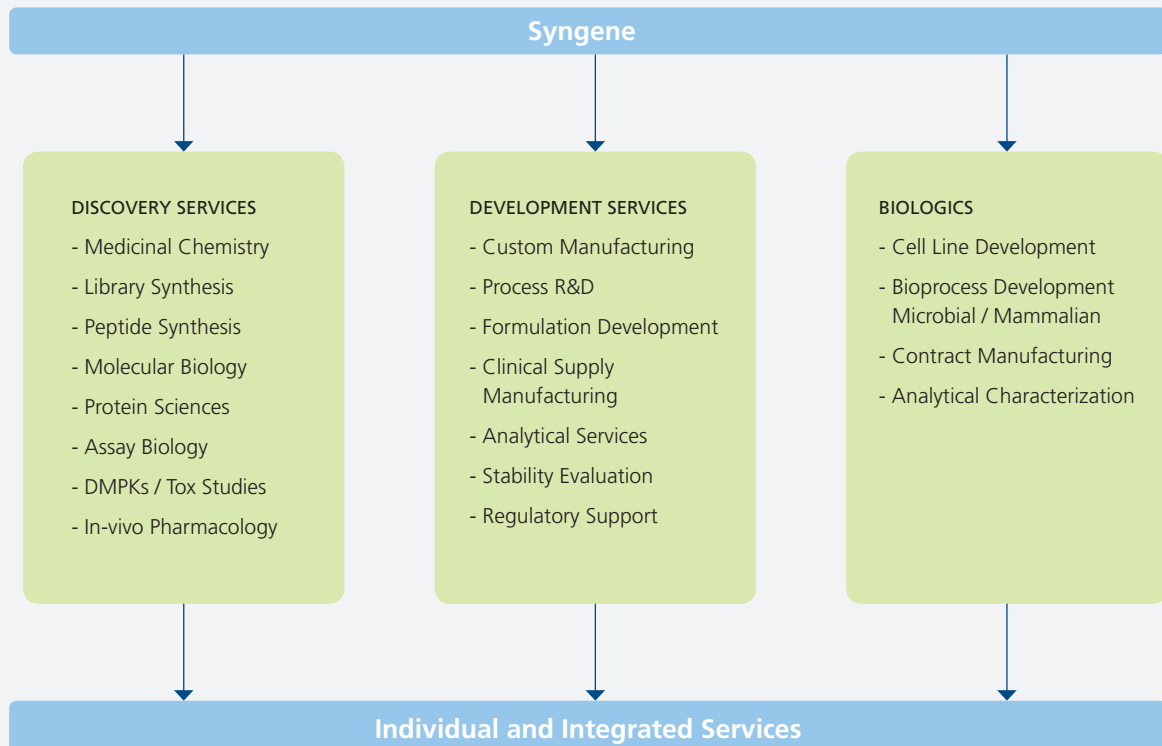 Syngene
DISCOVERY SERVICES
- Medicinal Chemistry
- Library Synthesis
- Peptide Synthesis
- Molecular Biology
- Protein Sciences
- Assay Biology
- DMPKs / Tox Studies
- In-vivo Pharmacology
DEVELOPMENT SERVICES
- Custom Manufacturing
- Process R&D
- Formulation Development
- Clinical Supply
Manufacturing
- Analytical Services
- Stability Evaluation
- Regulatory Support
BIOLOGICS
- Cell Line Development
- Bioprocess Development
Microbial / Mammalian
- Contract Manufacturing
- Analytical Characterization
Individual and Integrated Services